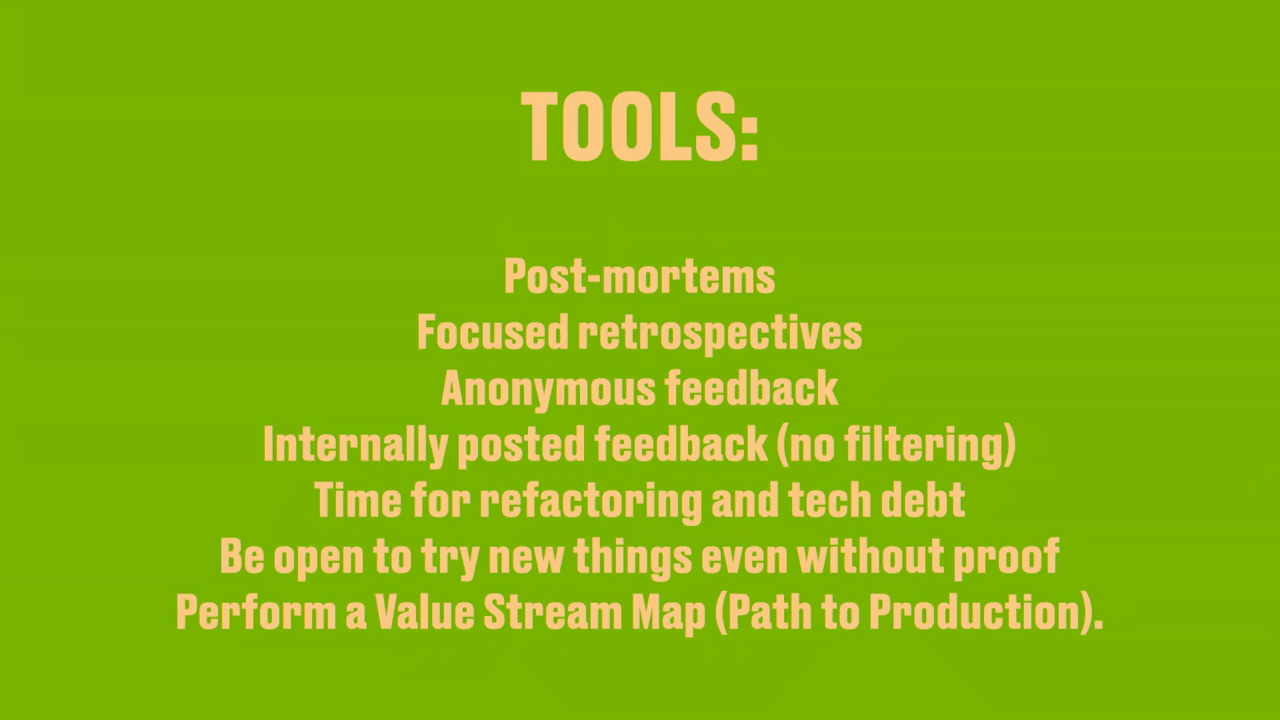 TOOLS:
Post-mortems
Focused retrospectives
Anonymous feedback
Internally posted feedback (no filtering)
Time for refactoring and tech debt
Be open to try new things even without proof
Perform a Value Stream Map (Path to Production).